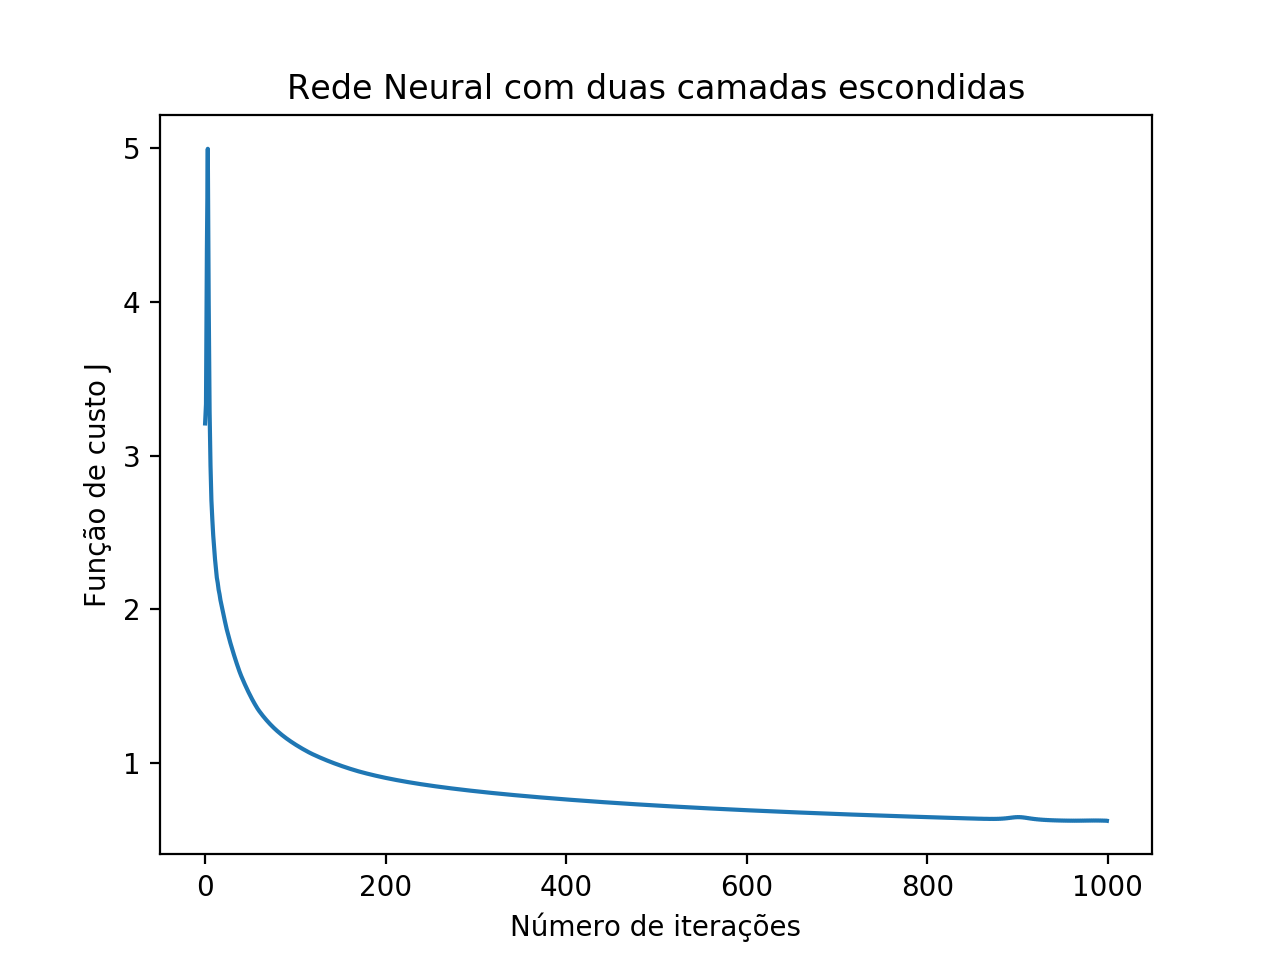 Rede Neural com duas camadas escondidas
Função de custo J
5
4
3
2
1
0 200 400 600 800 1000
Número de iterações